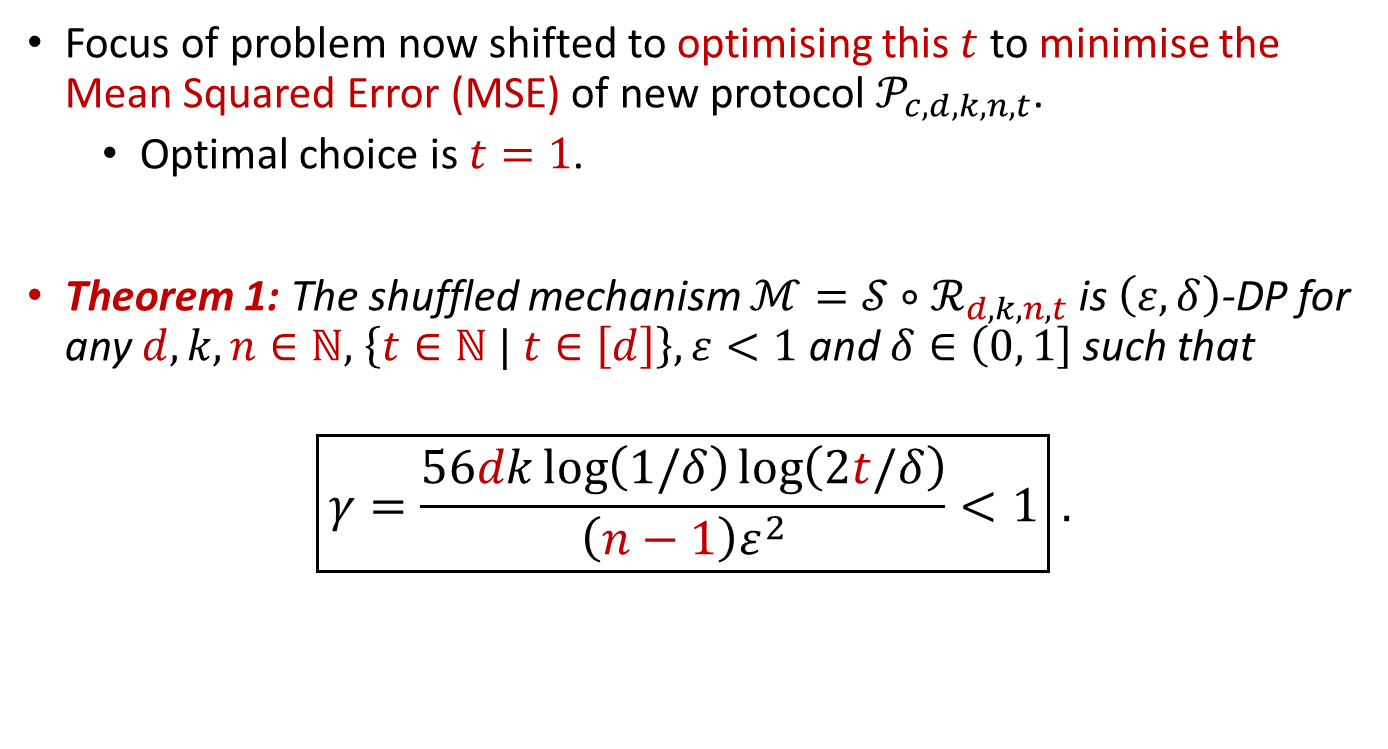 • Focus of problem now shifted to optimising this 𝑡 to minimise the
Mean Squared Error (MSE) of new protocol 𝒫_{𝑐,𝑑,𝑘,𝑛,𝑡}.
• Optimal choice is 𝑡 = 1.
• Theorem 1: The shuffled mechanism ℳ = 𝒮 ∘ ℛ_{𝑑,𝑘,𝑛,𝑡} is (𝜀, 𝛿)-DP for
any 𝑑, 𝑘, 𝑛 ∈ ℕ, {𝑡 ∈ ℕ | 𝑡 ∈ [𝑑]}, 𝜀 < 1 and 𝛿 ∈ (0, 1] such that
𝛾 = \frac{56𝑑𝑘 log(1/𝛿) log(2𝑡/𝛿)}{(𝑛 − 1)𝜀^2} < 1 .